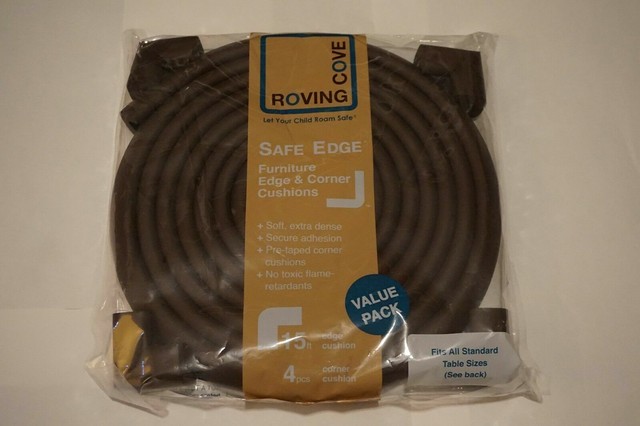 ROVING COVE
Let Your Child Roam Safe
SAFE EDGE
Furniture
Edge & Corner
Cushions
+ Soft, extra dense
+ Secure adhesion
+ Pre-taped corner
cushions
+ No toxic flame-
retardants
VALUE
PACK
15ft edge
cushion
4pcs corner
cushion
Fits All Standard
Table Sizes
(See back)